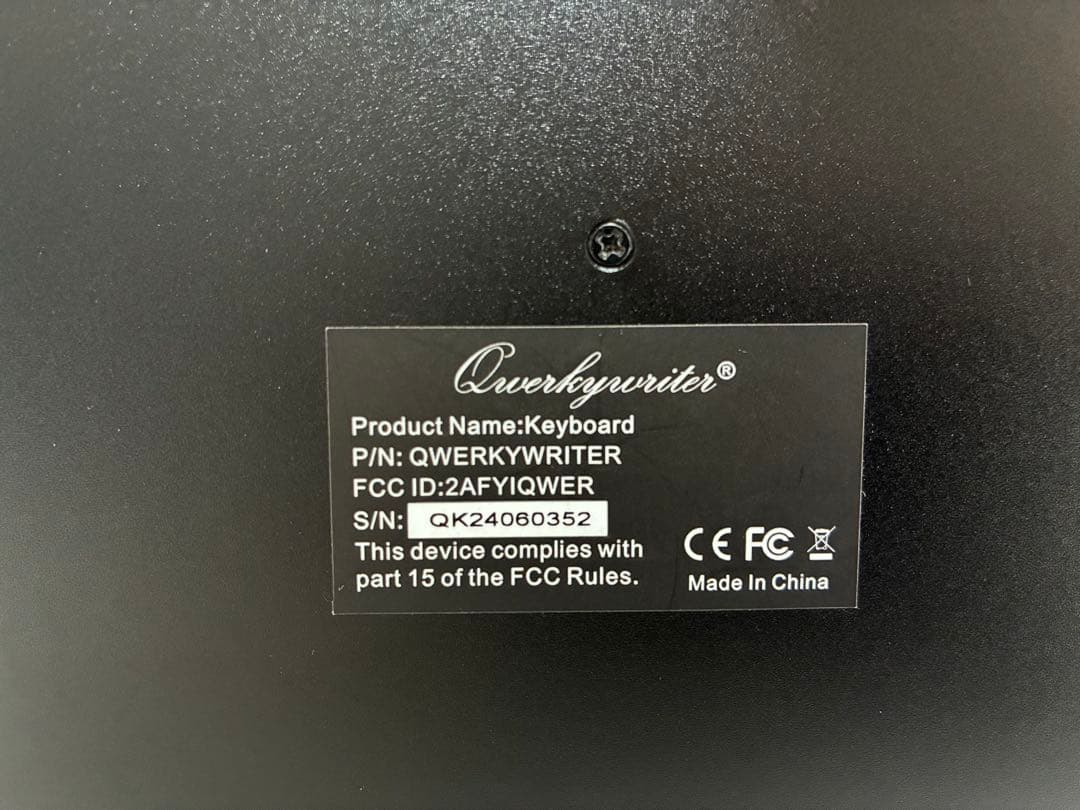 Qwerkywriter®
Product Name:Keyboard
P/N: QWERKYWRITER
FCC ID:2AFYIQWER
S/N: QK24060352
This device complies with
part 15 of the FCC Rules.
CE FC
Made In China